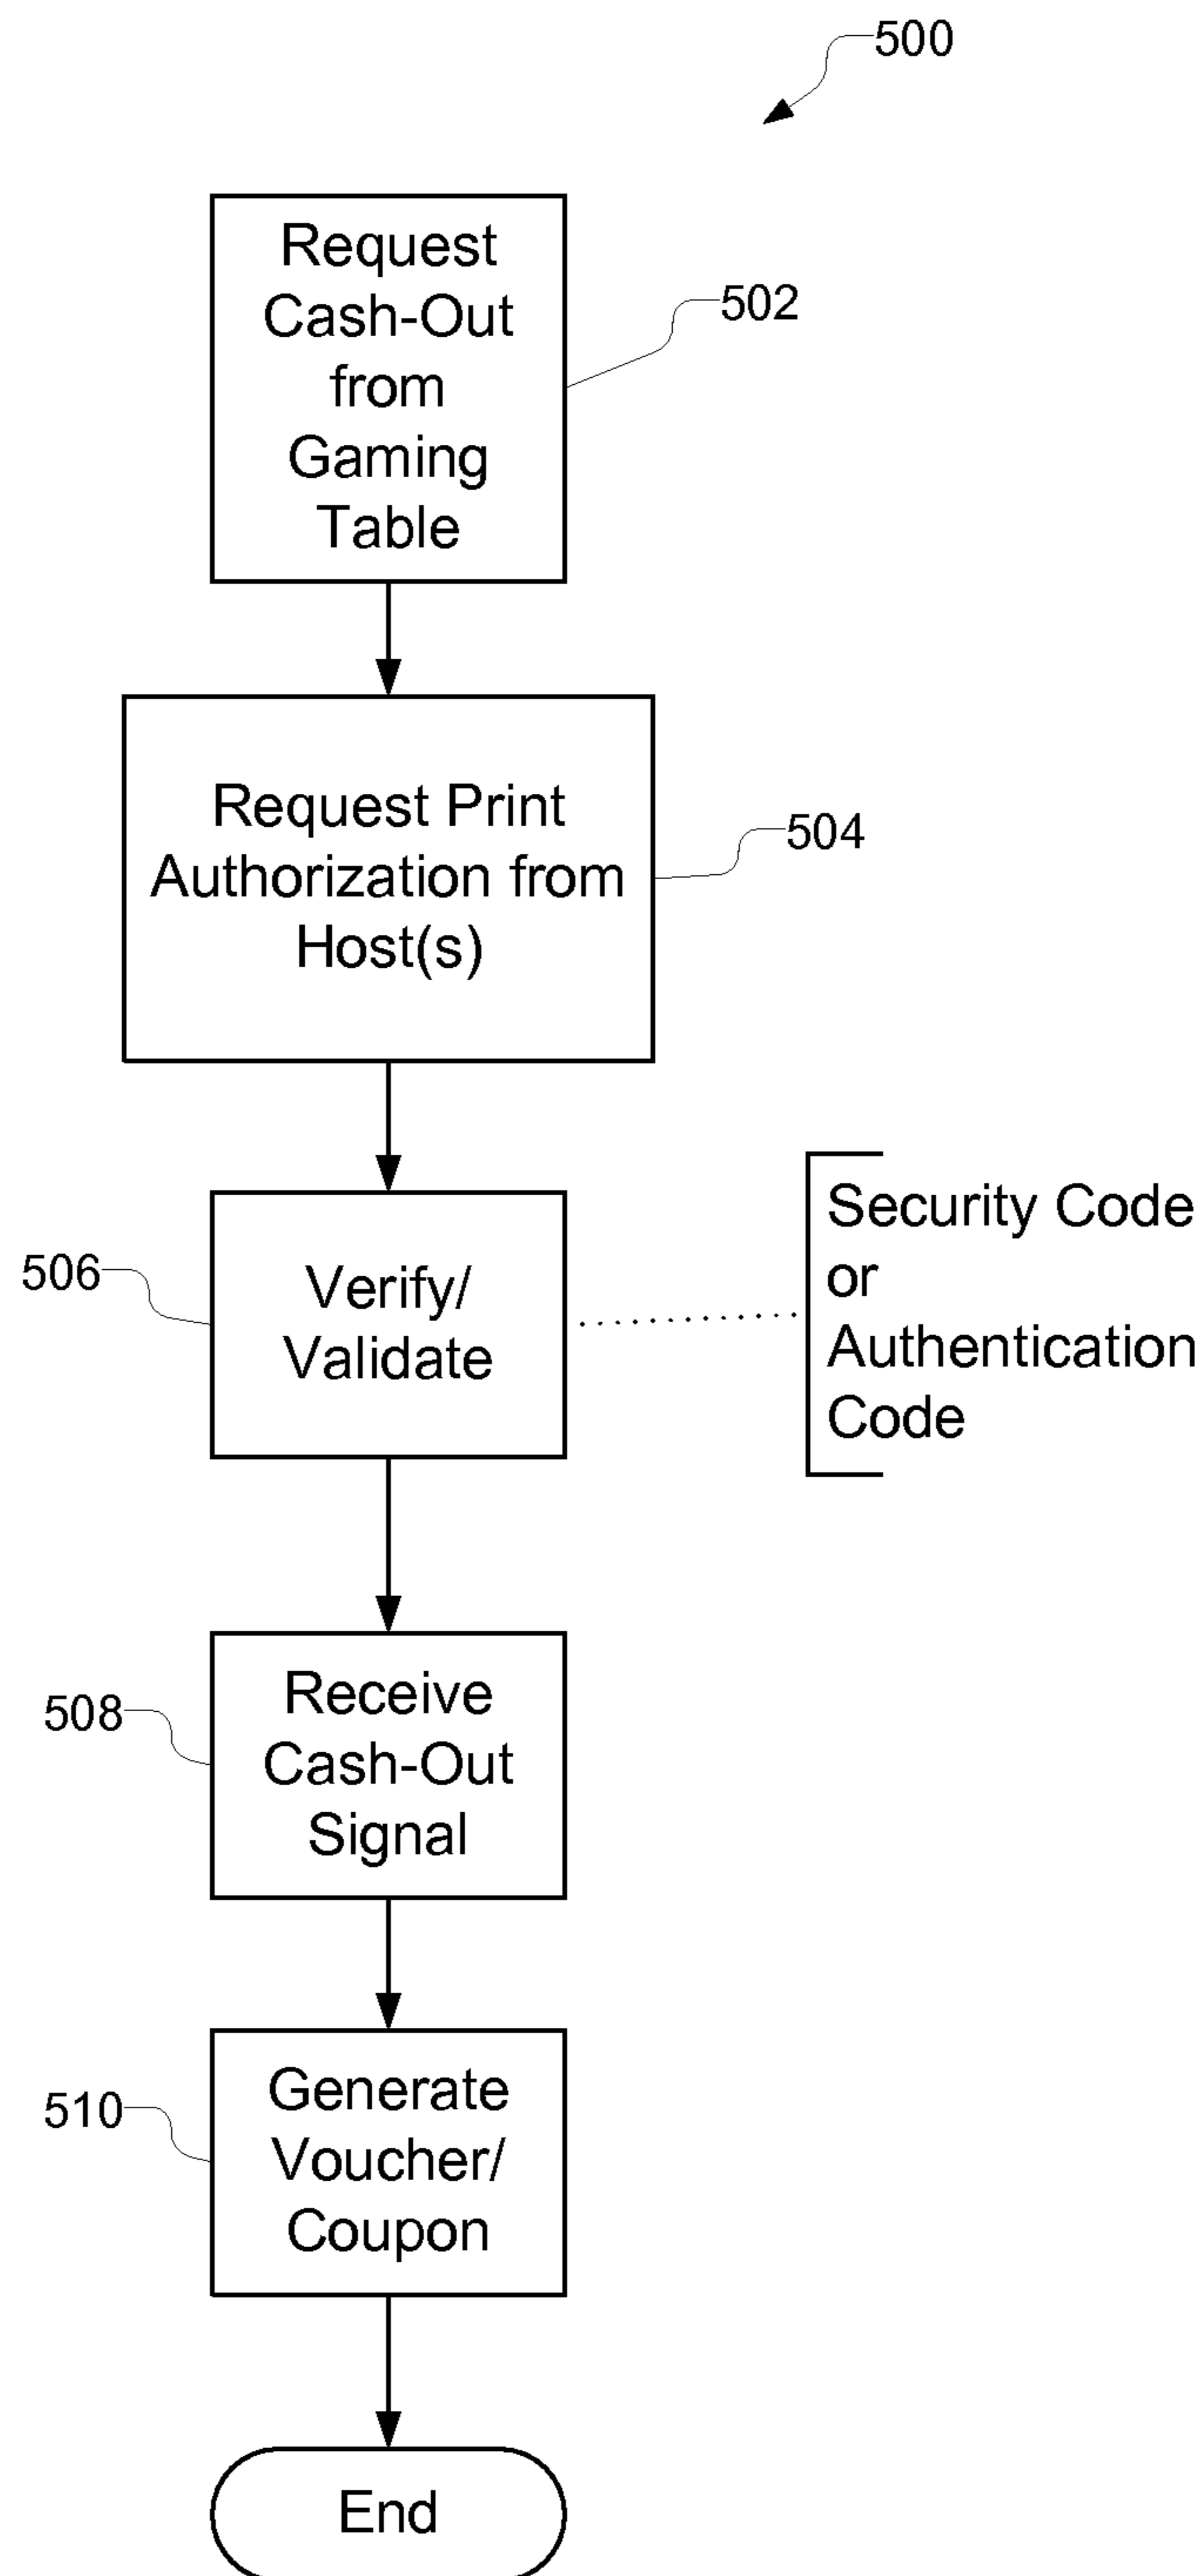 500
Request
Cash-Out
from
Gaming
Table
502
Request Print
Authorization from
Host(s)
504
506
Verify/
Validate
Security Code
or
Authentication
Code
508
Receive
Cash-Out
Signal
510
Generate
Voucher/
Coupon
End